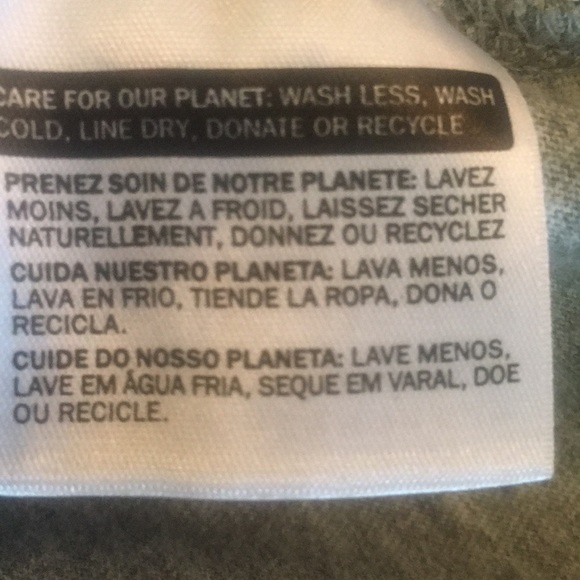 CARE FOR OUR PLANET: WASH LESS, WASH
COLD, LINE DRY, DONATE OR RECYCLE
PRENEZ SOIN DE NOTRE PLANETE: LAVEZ
MOINS, LAVEZ A FROID, LAISSEZ SECHER
NATURELLEMENT, DONNEZ OU RECYCLEZ
CUIDA NUESTRO PLANETA: LAVA MENOS,
LAVA EN FRIO, TIENDE LA ROPA, DONA O
RECICLA.
CUIDE DO NOSSO PLANETA: LAVE MENOS,
LAVE EM ÁGUA FRIA, SEQUE EM VARAL, DOE
OU RECICLE.